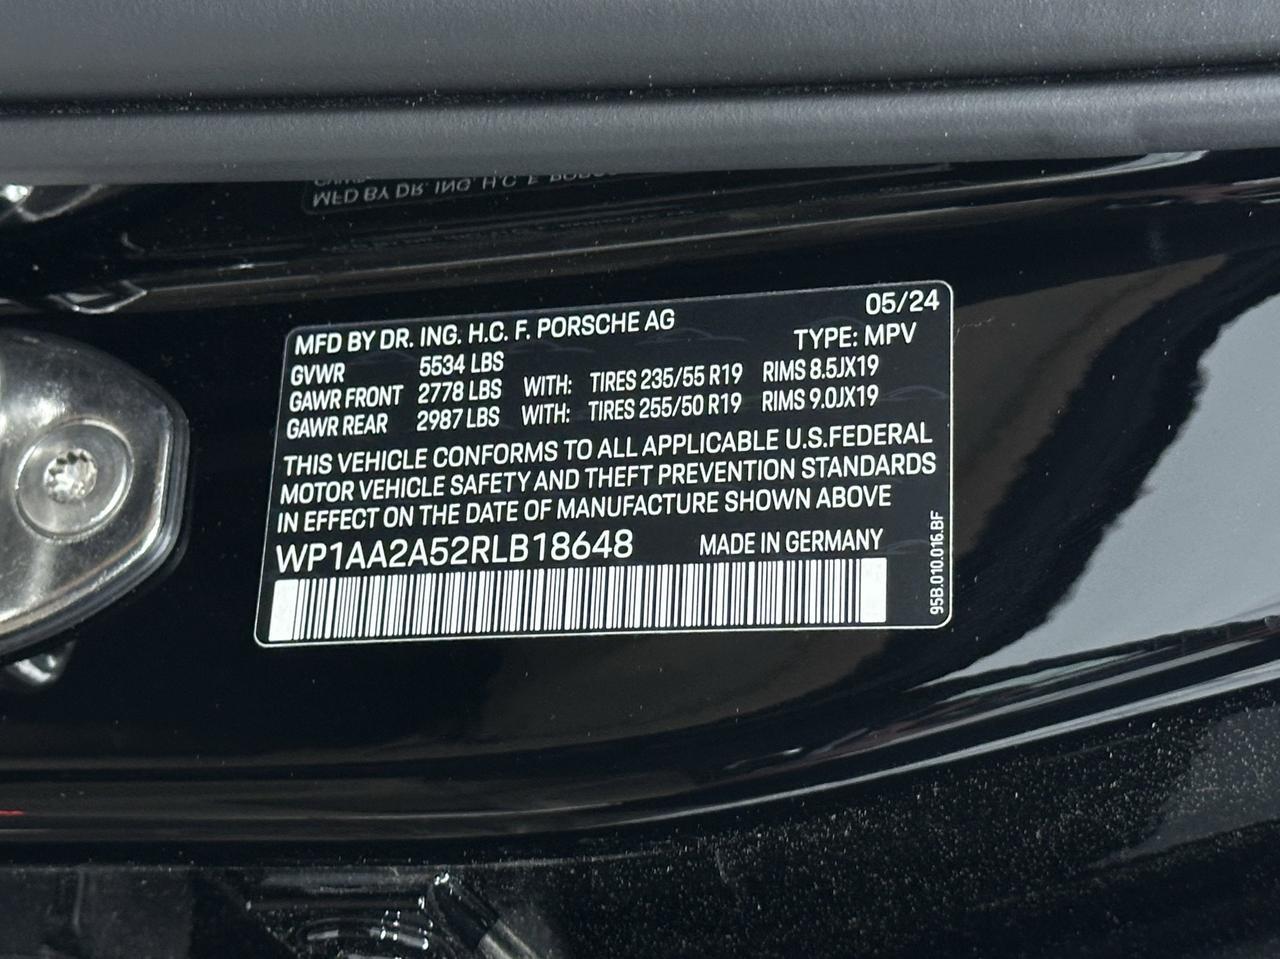 MFD BY DR. ING. H.C. F. PORSCHE AG 05/24
TYPE: MPV
GVWR 5534 LBS
GAWR FRONT 2778 LBS WITH: TIRES 235/55 R19 RIMS 8.5JX19
GAWR REAR 2987 LBS WITH: TIRES 255/50 R19 RIMS 9.0JX19
THIS VEHICLE CONFORMS TO ALL APPLICABLE U.S.FEDERAL
MOTOR VEHICLE SAFETY AND THEFT PREVENTION STANDARDS
IN EFFECT ON THE DATE OF MANUFACTURE SHOWN ABOVE
WP1AA2A52RLB18648 MADE IN GERMANY
95B.010.016.BF